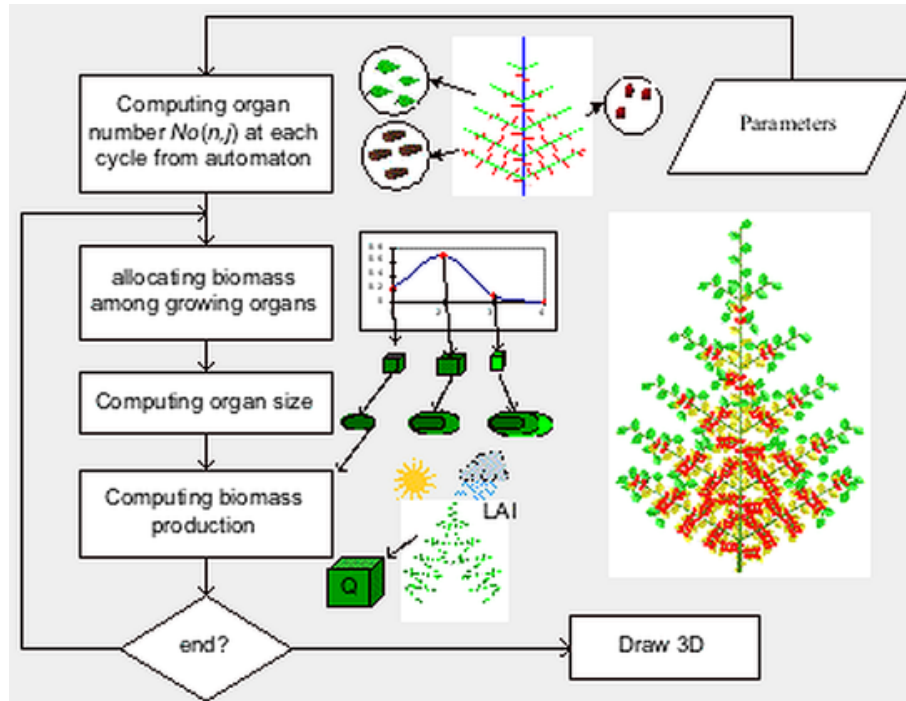 Computing organ
number No(n,j) at each
cycle from automaton
Parameters
allocating biomass
among growing organs
Computing organ size
Computing biomass
production
LAI
Q
end?
Draw 3D